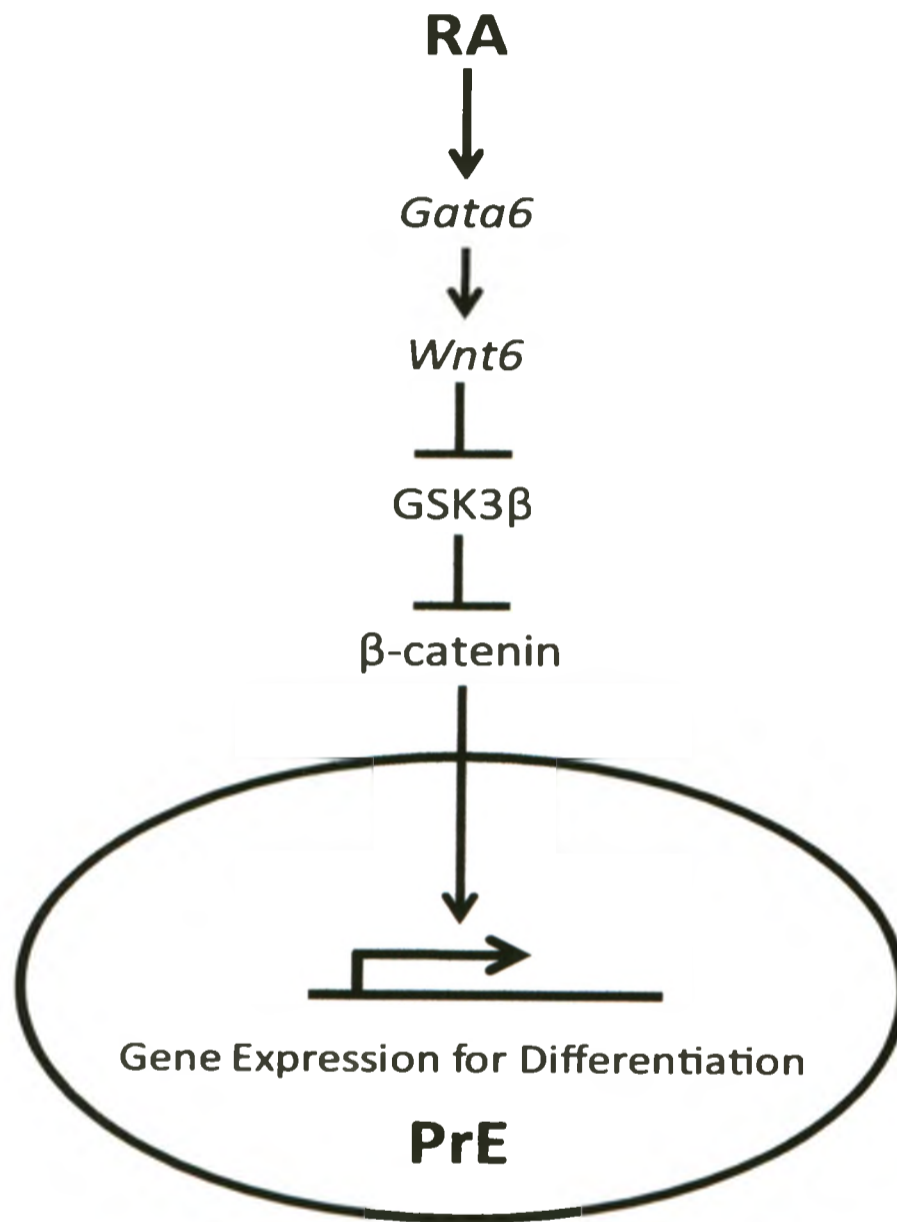 RA
Gata6
Wnt6
GSK3β
β-catenin
Gene Expression for Differentiation
PrE